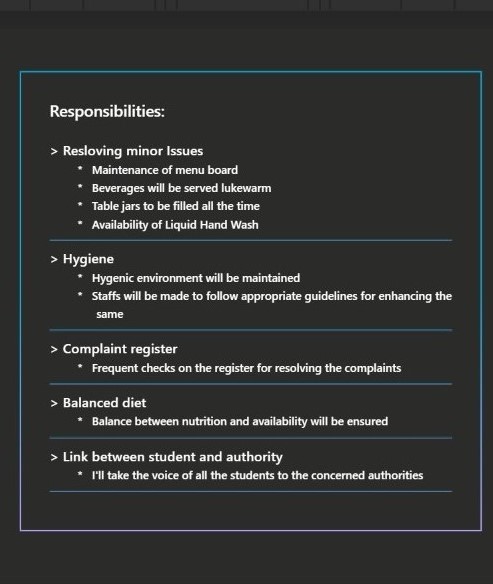 Responsibilities:
> Resloving minor Issues
* Maintenance of menu board
* Beverages will be served lukewarm
* Table jars to be filled all the time
* Availability of Liquid Hand Wash
> Hygiene
* Hygenic environment will be maintained
* Staffs will be made to follow appropriate guidelines for enhancing the
same
> Complaint register
* Frequent checks on the register for resolving the complaints
> Balanced diet
* Balance between nutrition and availability will be ensured
> Link between student and authority
* I'll take the voice of all the students to the concerned authorities